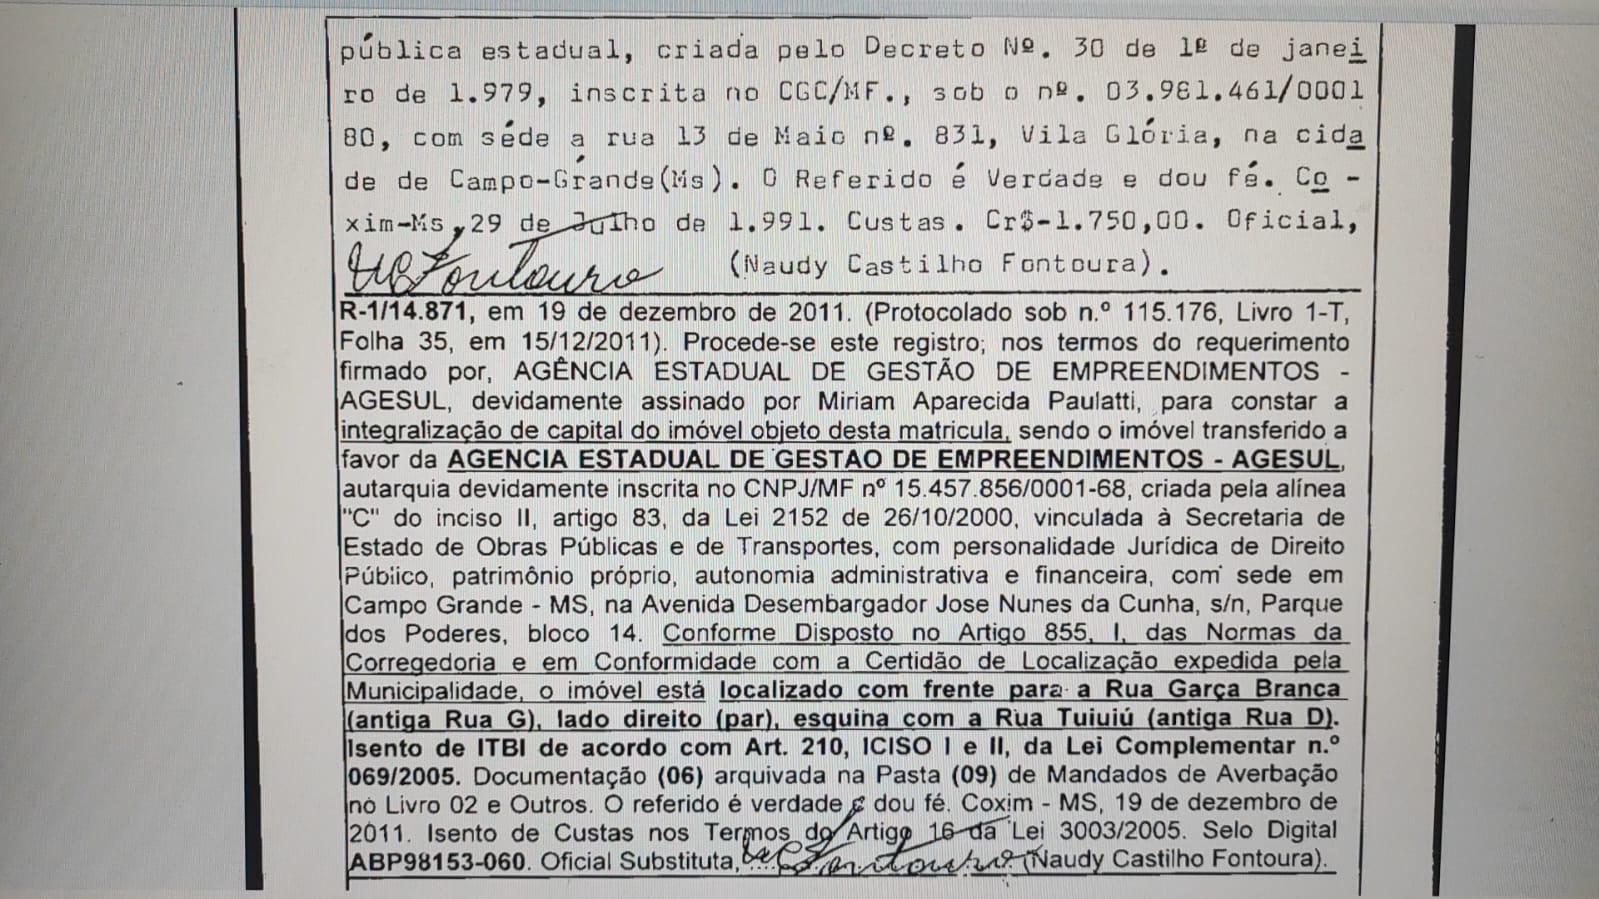 pública estadual, criada pelo Decreto Nº. 30 de 1º de janei
ro de 1.979, inscrita no CGC/MF., sob o nº. 03.981.461/0001
80, com séde a rua 13 de Maio nº. 831, Vila Glória, na cida
de de Campo-Grande(Ms). O Referido é Verdade e dou fé. Co -
xim-Ms, 29 de Julho de 1.991. Custas. Cr$-1.750,00. Oficial,
(Naudy Castilho Fontoura).
R-1/14.871, em 19 de dezembro de 2011. (Protocolado sob n.º 115.176, Livro 1-T,
Folha 35, em 15/12/2011). Procede-se este registro; nos termos do requerimento
firmado por, AGÊNCIA ESTADUAL DE GESTÃO DE EMPREENDIMENTOS -
AGESUL, devidamente assinado por Miriam Aparecida Paulatti, para constar a
integralização de capital do imóvel objeto desta matricula, sendo o imóvel transferido a
favor da AGENCIA ESTADUAL DE GESTAO DE EMPREENDIMENTOS - AGESUL,
autarquia devidamente inscrita no CNPJ/MF nº 15.457.856/0001-68, criada pela alínea
"C" do inciso II, artigo 83, da Lei 2152 de 26/10/2000, vinculada à Secretaria de
Estado de Obras Públicas e de Transportes, com personalidade Jurídica de Direito
Público, patrimônio próprio, autonomia administrativa e financeira, com sede em
Campo Grande - MS, na Avenida Desembargador Jose Nunes da Cunha, s/n, Parque
dos Poderes, bloco 14. Conforme Disposto no Artigo 855, I, das Normas da
Corregedoria e em Conformidade com a Certidão de Localização expedida pela
Municipalidade, o imóvel está localizado com frente para a Rua Garça Branca
(antiga Rua G), lado direito (par), esquina com a Rua Tuiuiú (antiga Rua D).
Isento de ITBI de acordo com Art. 210, ICISO I e II, da Lei Complementar n.º
069/2005. Documentação (06) arquivada na Pasta (09) de Mandados de Averbação
no Livro 02 e Outros. O referido é verdade e dou fé. Coxim - MS, 19 de dezembro de
2011. Isento de Custas nos Termos do Artigo 16 da Lei 3003/2005. Selo Digital
ABP98153-060. Oficial Substituta, (Naudy Castilho Fontoura).